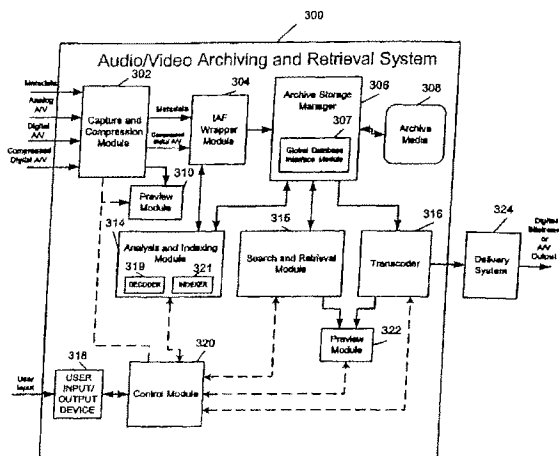 300
Audio/Video Archiving and Retrieval System
302
304
306
308
Metadata
Analog A/V
Digital A/V
Compressed Digital A/V
Capture and Compression Module
Metadata
Compressed Digital A/V
IAF Wrapper Module
Archive Storage Manager
307
Global Database Interface Module
Archive Media
310
Preview Module
314
Analysis and Indexing Module
319
DECODER
321
INDEXER
315
Search and Retrieval Module
316
Transcoder
324
Delivery System
Digital Bitstream or A/V Output
322
Preview Module
320
Control Module
318
User Input
USER INPUT/ OUTPUT DEVICE